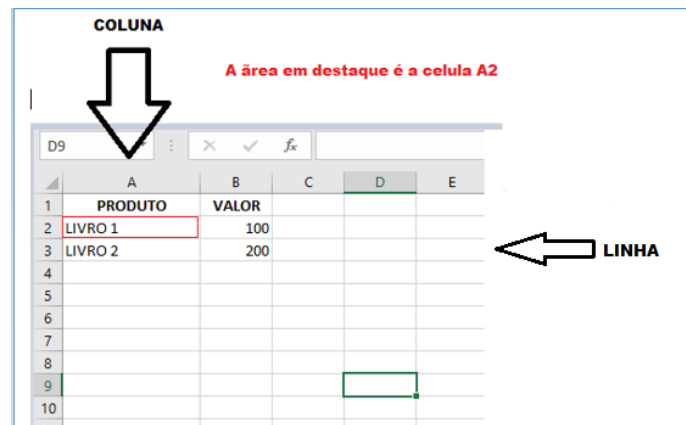 COLUNA
A ãrea em destaque é a celula A2
D9 fx
A B C D E
1 PRODUTO VALOR
2 LIVRO 1 100
3 LIVRO 2 200
LINHA
4
5
6
7
8
9
10